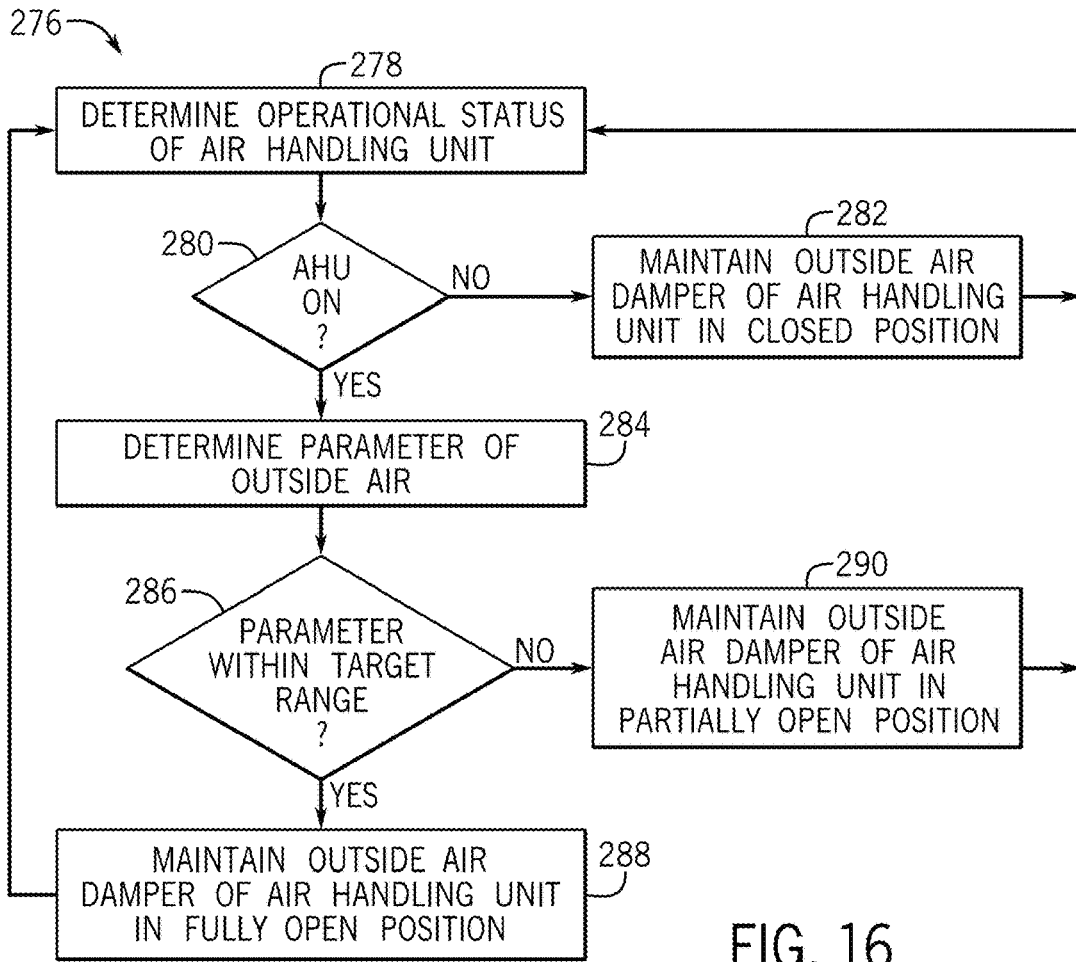 276
278
DETERMINE OPERATIONAL STATUS
OF AIR HANDLING UNIT
280
AHU
ON
?
NO
282
MAINTAIN OUTSIDE AIR
DAMPER OF AIR HANDLING
UNIT IN CLOSED POSITION
YES
284
DETERMINE PARAMETER OF
OUTSIDE AIR
286
PARAMETER
WITHIN TARGET
RANGE
?
NO
290
MAINTAIN OUTSIDE
AIR DAMPER OF AIR
HANDLING UNIT IN
PARTIALLY OPEN POSITION
YES
288
MAINTAIN OUTSIDE AIR
DAMPER OF AIR HANDLING UNIT
IN FULLY OPEN POSITION
FIG. 16